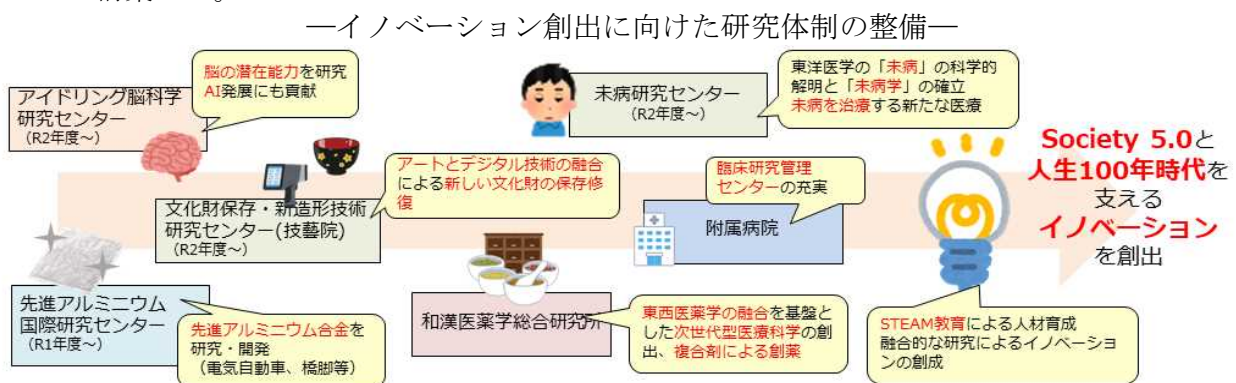 ―イノベーション創出に向けた研究体制の整備―
アイドリング脳科学
研究センター
（R2年度～）
脳の潜在能力を研究
AI発展にも貢献
未病研究センター
（R2年度～）
東洋医学の「未病」の科学的
解明と「未病学」の確立
未病を治療する新たな医療
文化財保存・新造形技術
研究センター(技藝院)
（R2年度～）
アートとデジタル技術の融合
による新しい文化財の保存修
復
臨床研究管理
センターの充実
附属病院
Society 5.0と
人生100年時代を
支える
イノベーション
を創出
先進アルミニウム
国際研究センター
（R1年度～）
先進アルミニウム合金を
研究・開発
（電気自動車、橋脚等）
和漢医薬学総合研究所
東西医薬学の融合を基盤と
した次世代型医療科学の創
出、複合剤による創薬
STEAM教育による人材育成
融合的な研究によるイノベーショ
ンの創成